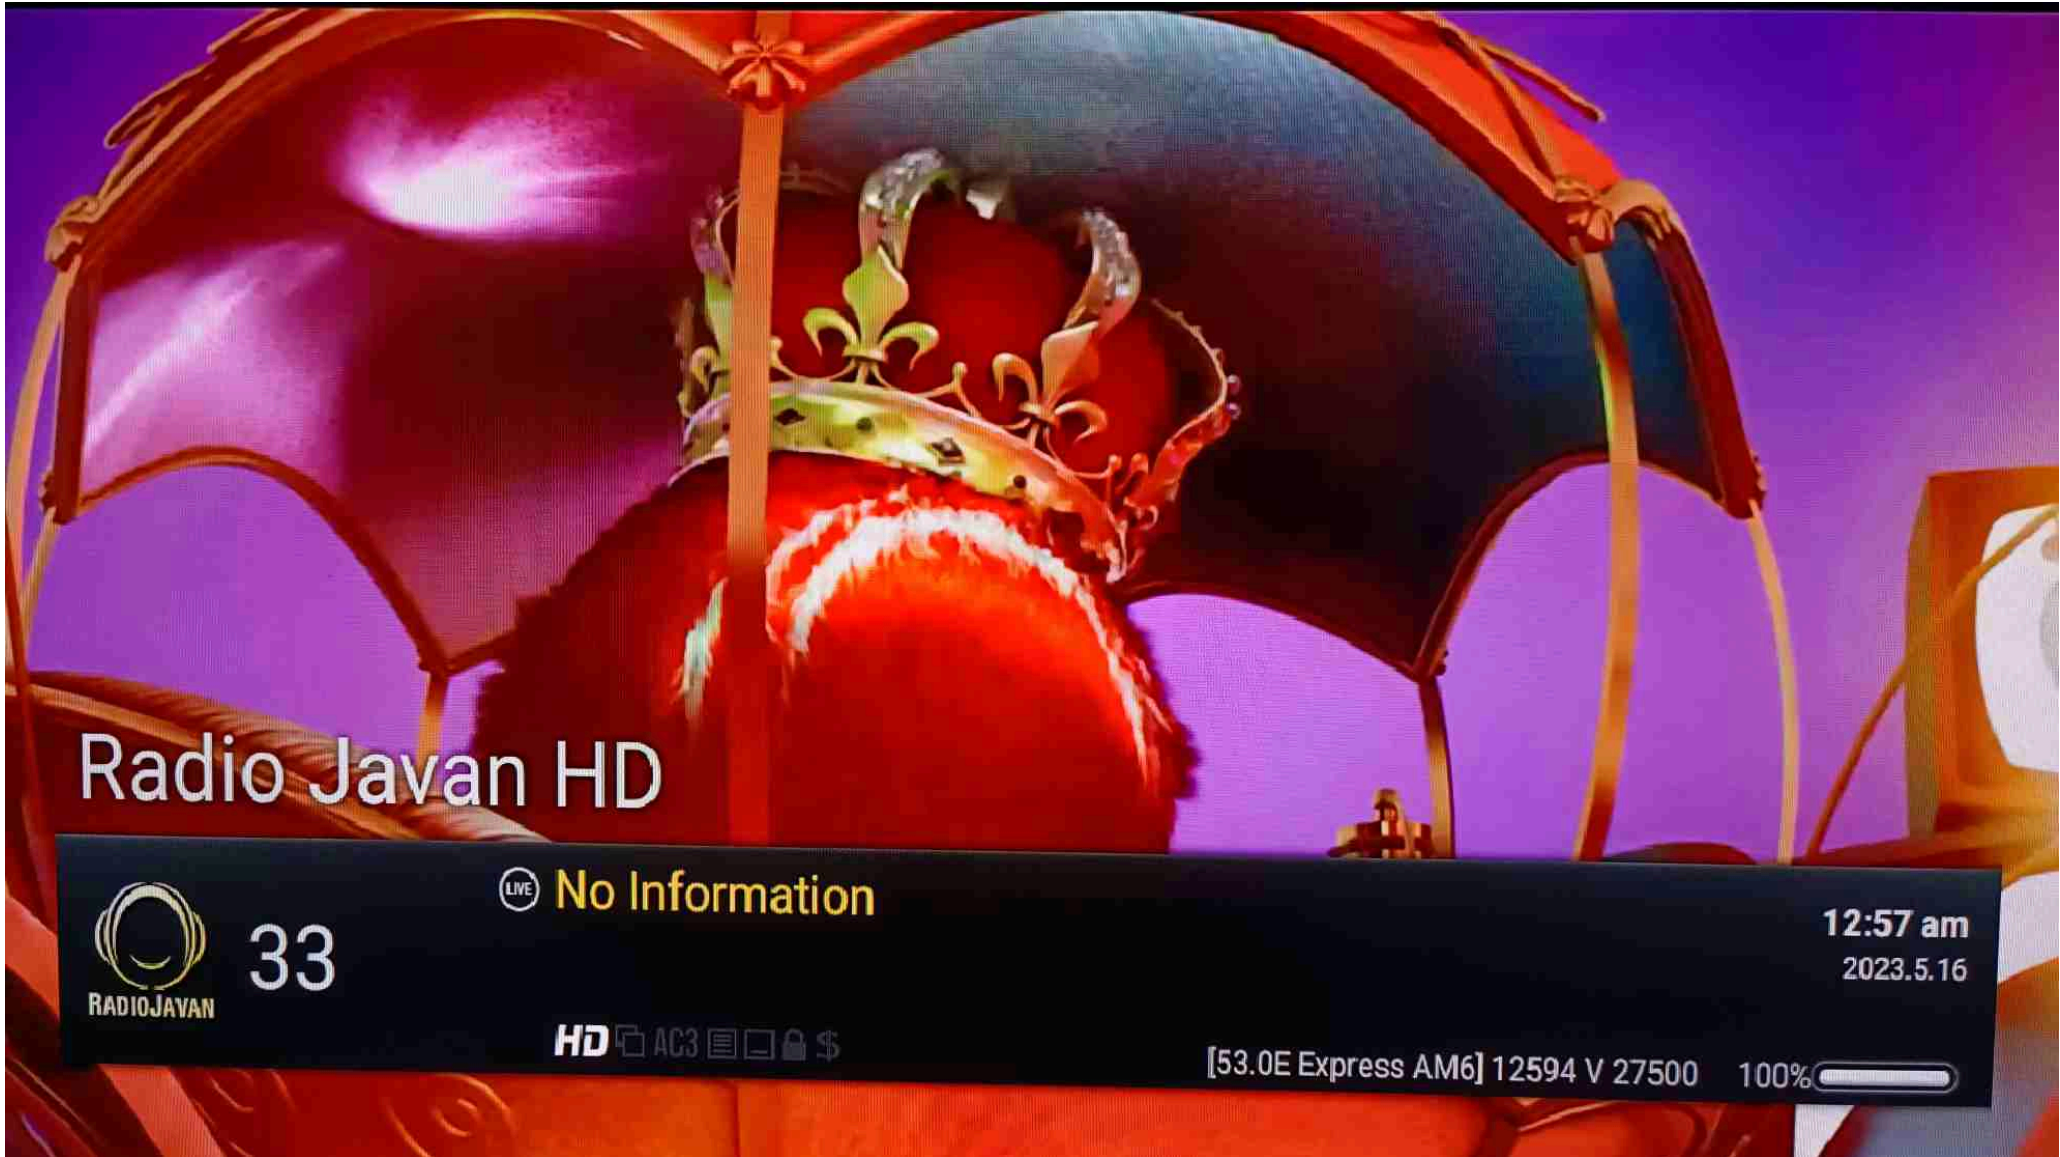 Radio Javan HD
LIVE No Information
33
RADIOJAVAN
12:57 am
2023.5.16
HD AC3 $
[53.0E Express AM6] 12594 V 27500 100%